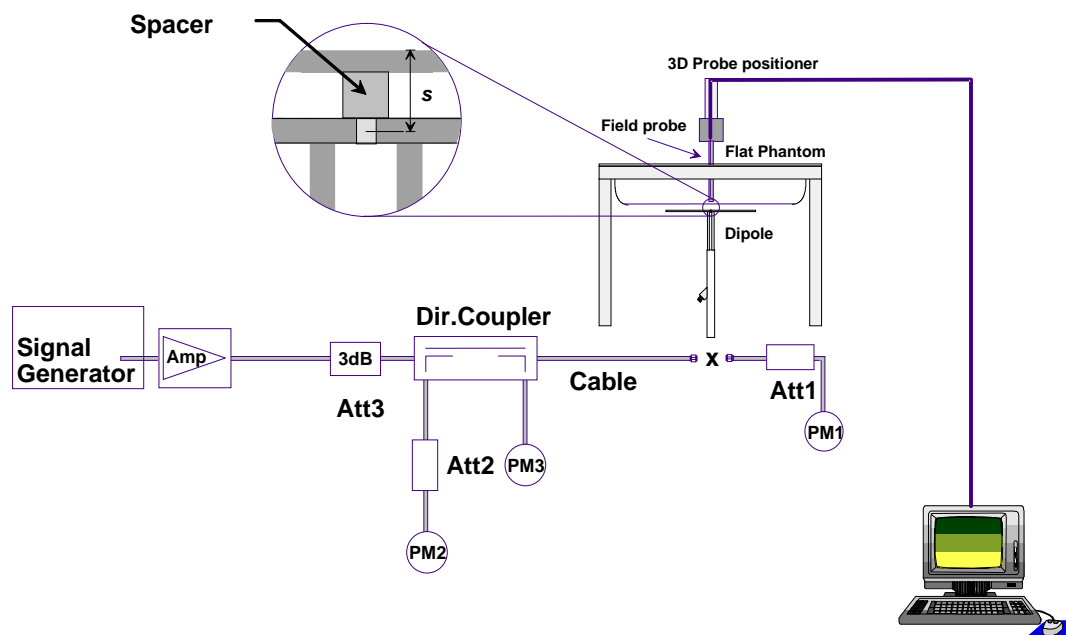 Spacer
s
3D Probe positioner
Field probe
Flat Phantom
Dipole
Signal
Generator
Amp
3dB
Att3
Dir.Coupler
Cable
x
Att1
PM1
Att2
PM3
PM2